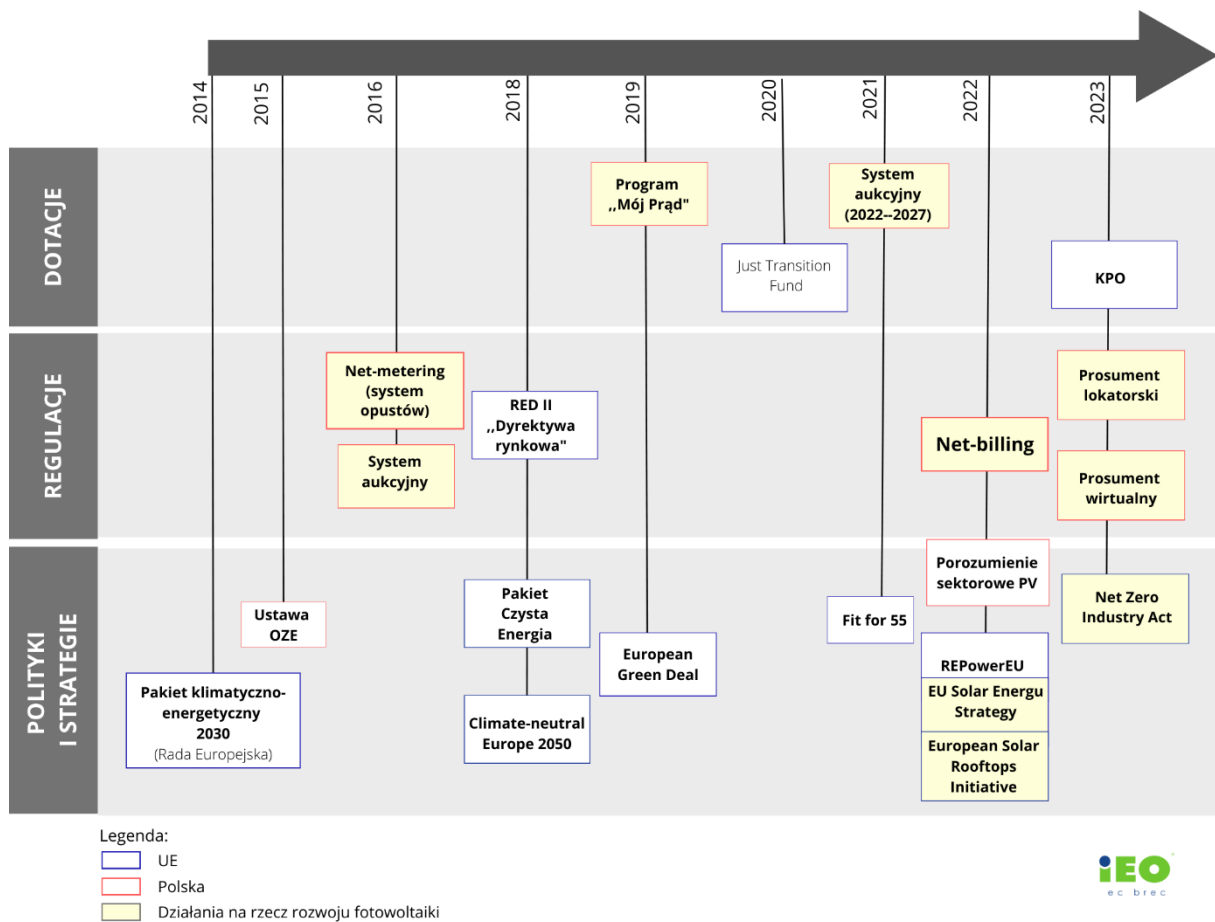 2014
2015
2016
2018
2019
2020
2021
2022
2023
DOTACJE
Program
,,Mój Prąd"
System
aukcyjny
(2022--2027)
Just Transition
Fund
KPO
REGULACJE
Net-metering
(system
opustów)
System
aukcyjny
RED II
,,Dyrektywa
rynkowa"
Net-billing
Prosument
lokatorski
Prosument
wirtualny
POLITYKI
I STRATEGIE
Pakiet klimatyczno-
energetyczny
2030
(Rada Europejska)
Ustawa
OZE
Pakiet
Czysta
Energia
Climate-neutral
Europe 2050
European
Green Deal
Fit for 55
Porozumienie
sektorowe PV
REPowerEU
EU Solar Energu
Strategy
European Solar
Rooftops
Initiative
Net Zero
Industry Act
Legenda:
UE
Polska
Działania na rzecz rozwoju fotowoltaiki
iEO
ec brec